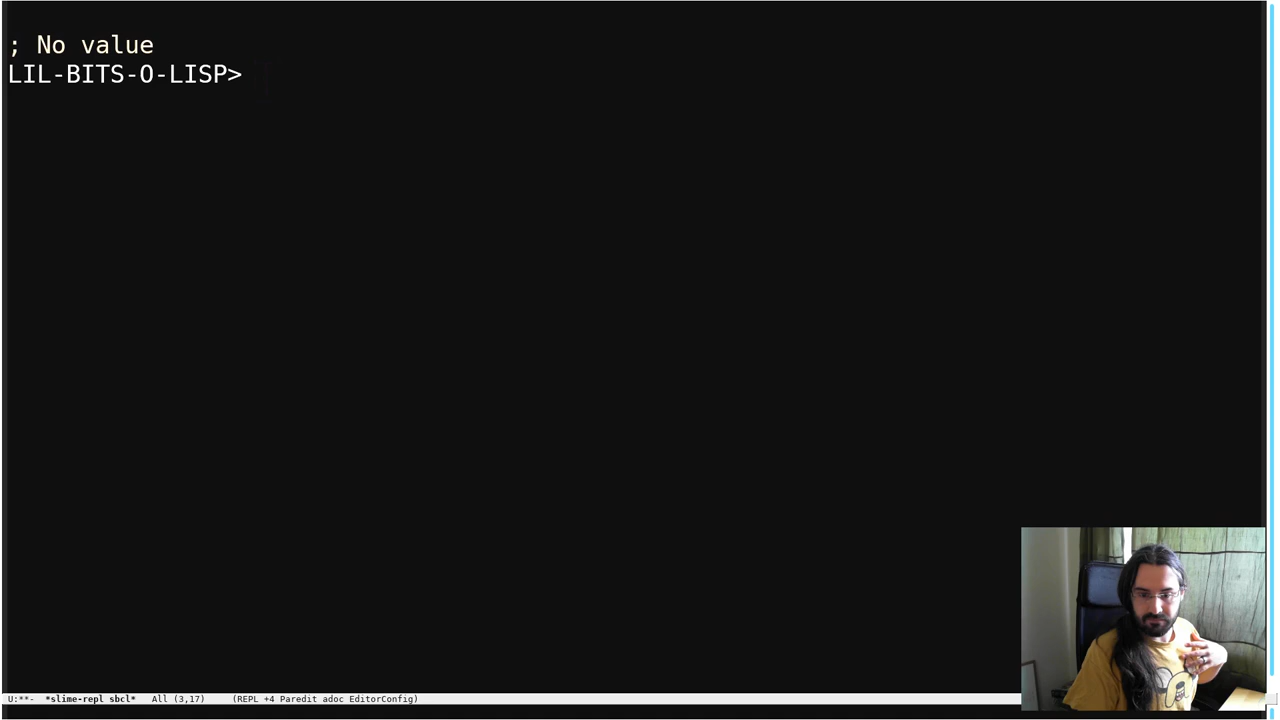 ; No value
LIL-BITS-O-LISP>
U:**-  *slime-repl sbcl*   All (3,17)     (REPL +4 Paredit adoc EditorConfig)